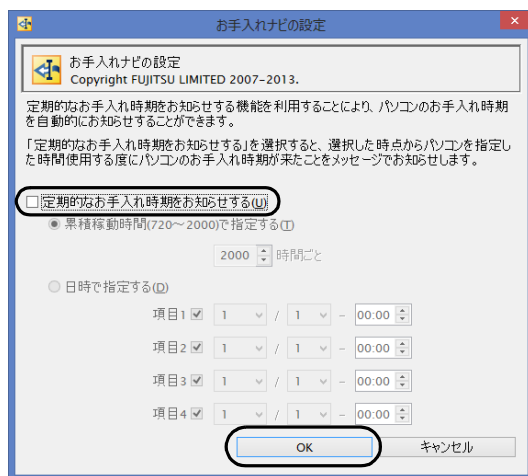 お手入れナビの設定
お手入れナビの設定
Copyright FUJITSU LIMITED 2007-2013.
定期的なお手入れ時期をお知らせする機能を利用することにより、パソコンのお手入れ時期
を自動的にお知らせすることができます。
「定期的なお手入れ時期をお知らせする」を選択すると、選択した時点からパソコンを指定し
た時間使用する度にパソコンのお手入れ時期が来たことをメッセージでお知らせします。
定期的なお手入れ時期をお知らせする(U)
累積稼動時間(720～2000)で指定する(T)
2000 時間ごと
日時で指定する(D)
項目1 1 / 1 - 00:00
項目2 1 / 1 - 00:00
項目3 1 / 1 - 00:00
項目4 1 / 1 - 00:00
OK キャンセル